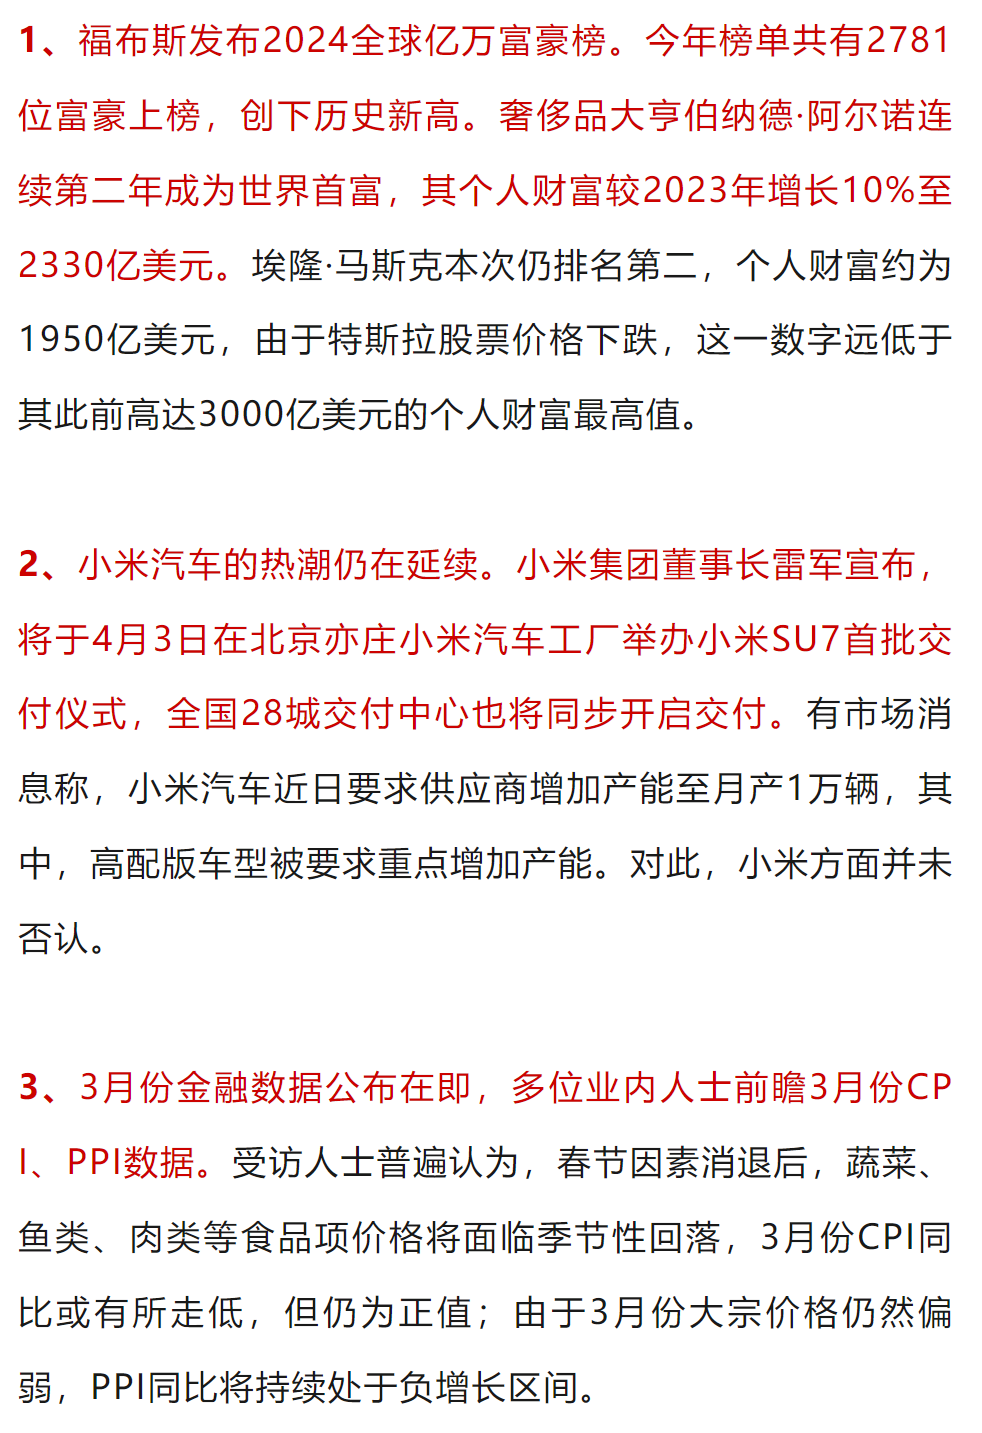 1、福布斯发布2024全球亿万富豪榜。今年榜单共有2781
位富豪上榜，创下历史新高。奢侈品大亨伯纳德·阿尔诺连
续第二年成为世界首富，其个人财富较2023年增长10%至
2330亿美元。埃隆·马斯克本次仍排名第二，个人财富约为
1950亿美元，由于特斯拉股票价格下跌，这一数字远低于
其此前高达3000亿美元的个人财富最高值。
2、小米汽车的热潮仍在延续。小米集团董事长雷军宣布，
将于4月3日在北京亦庄小米汽车工厂举办小米SU7首批交
付仪式，全国28城交付中心也将同步开启交付。有市场消
息称，小米汽车近日要求供应商增加产能至月产1万辆，其
中，高配版车型被要求重点增加产能。对此，小米方面并未
否认。
3、3月份金融数据公布在即，多位业内人士前瞻3月份CP
I、PPI数据。受访人士普遍认为，春节因素消退后，蔬菜、
鱼类、肉类等食品项价格将面临季节性回落，3月份CPI同
比或有所走低，但仍为正值；由于3月份大宗价格仍然偏
弱，PPI同比将持续处于负增长区间。